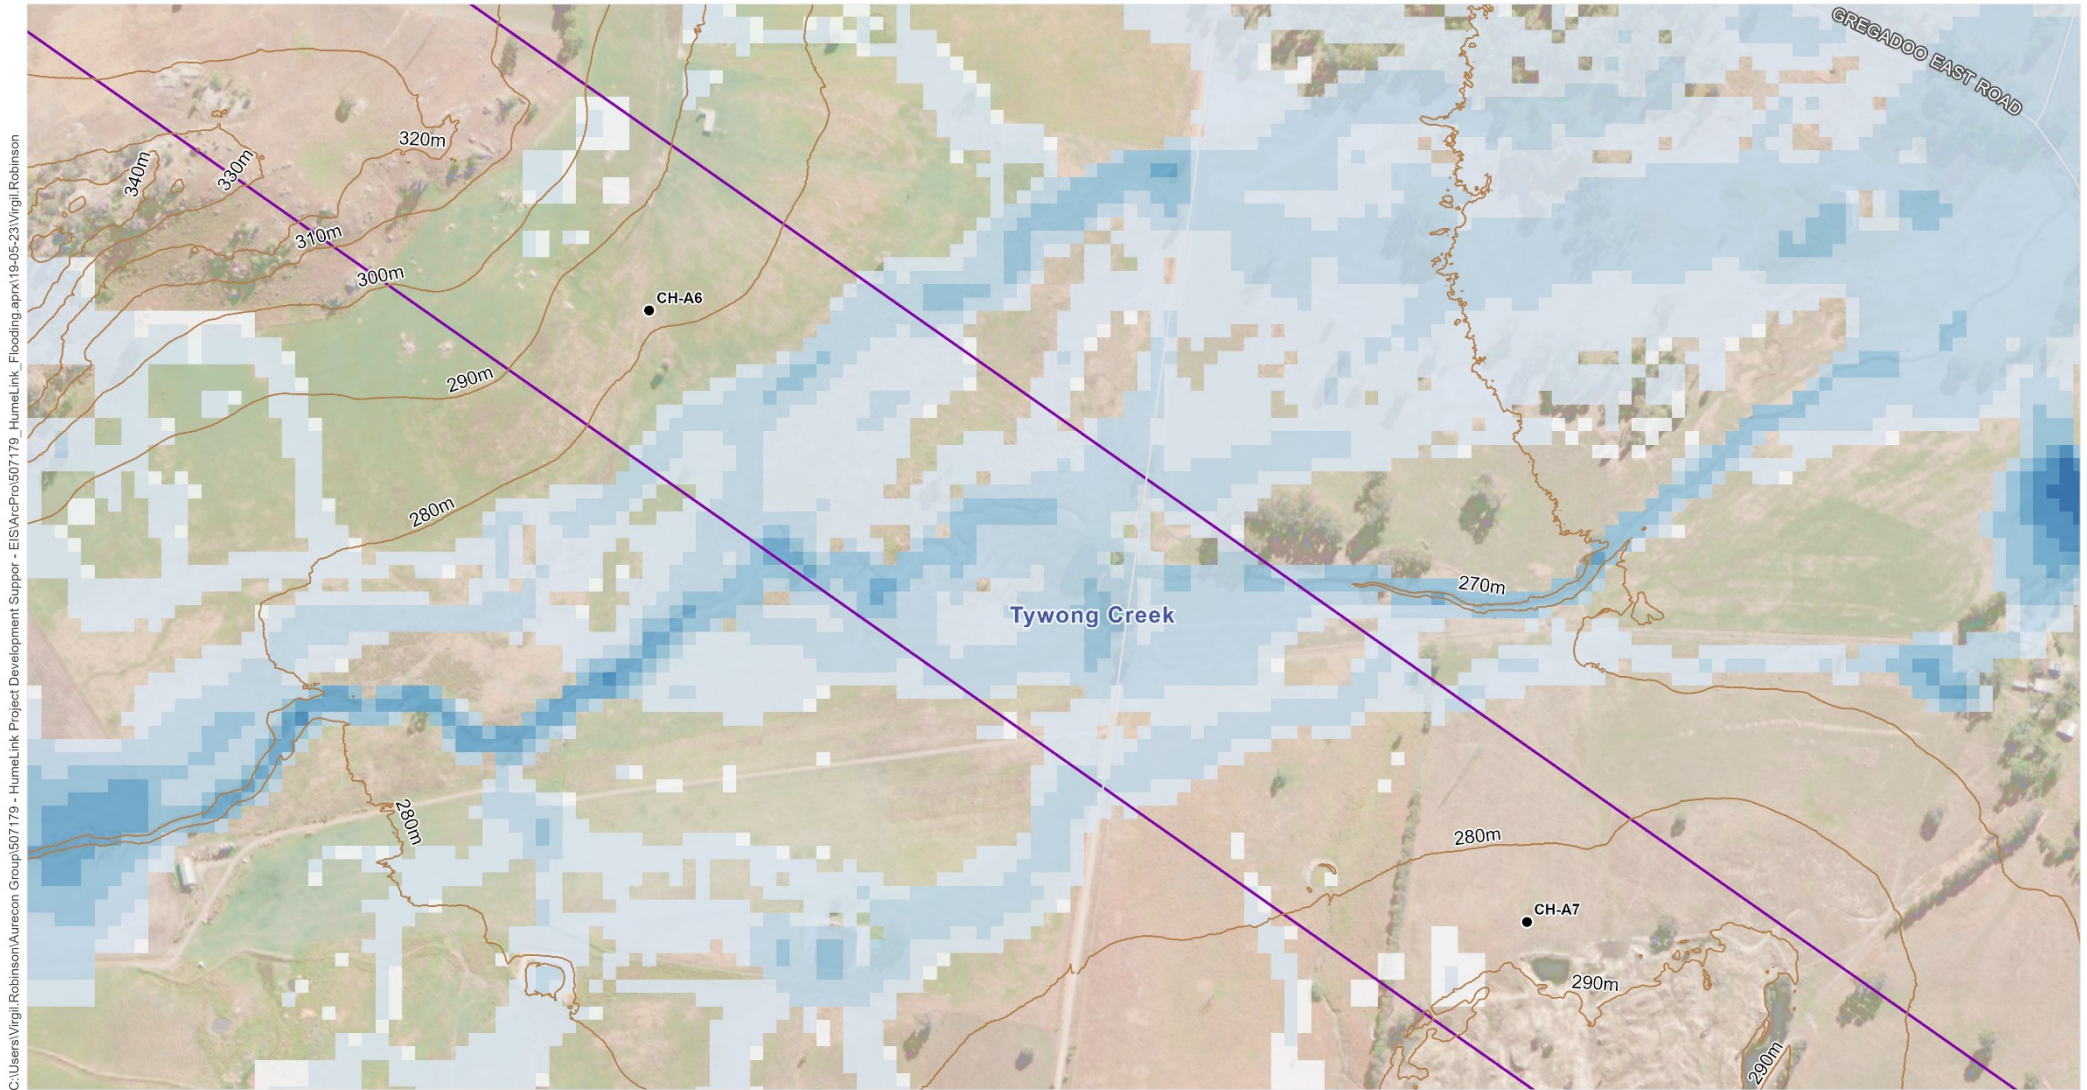 GREGADOO EAST ROAD
320m
340m
330m
310m
300m
CH-A6
290m
280m
270m
Tywong Creek
280m
280m
CH-A7
290m
290m
C:\Users\Virgil.Robinson\Aurecon Group\507179 - HumeLink Project Development Suppor - EIS\ArcPro\507179_HumeLink_Flooding.aprx\19-05-23\Virgil.Robinson